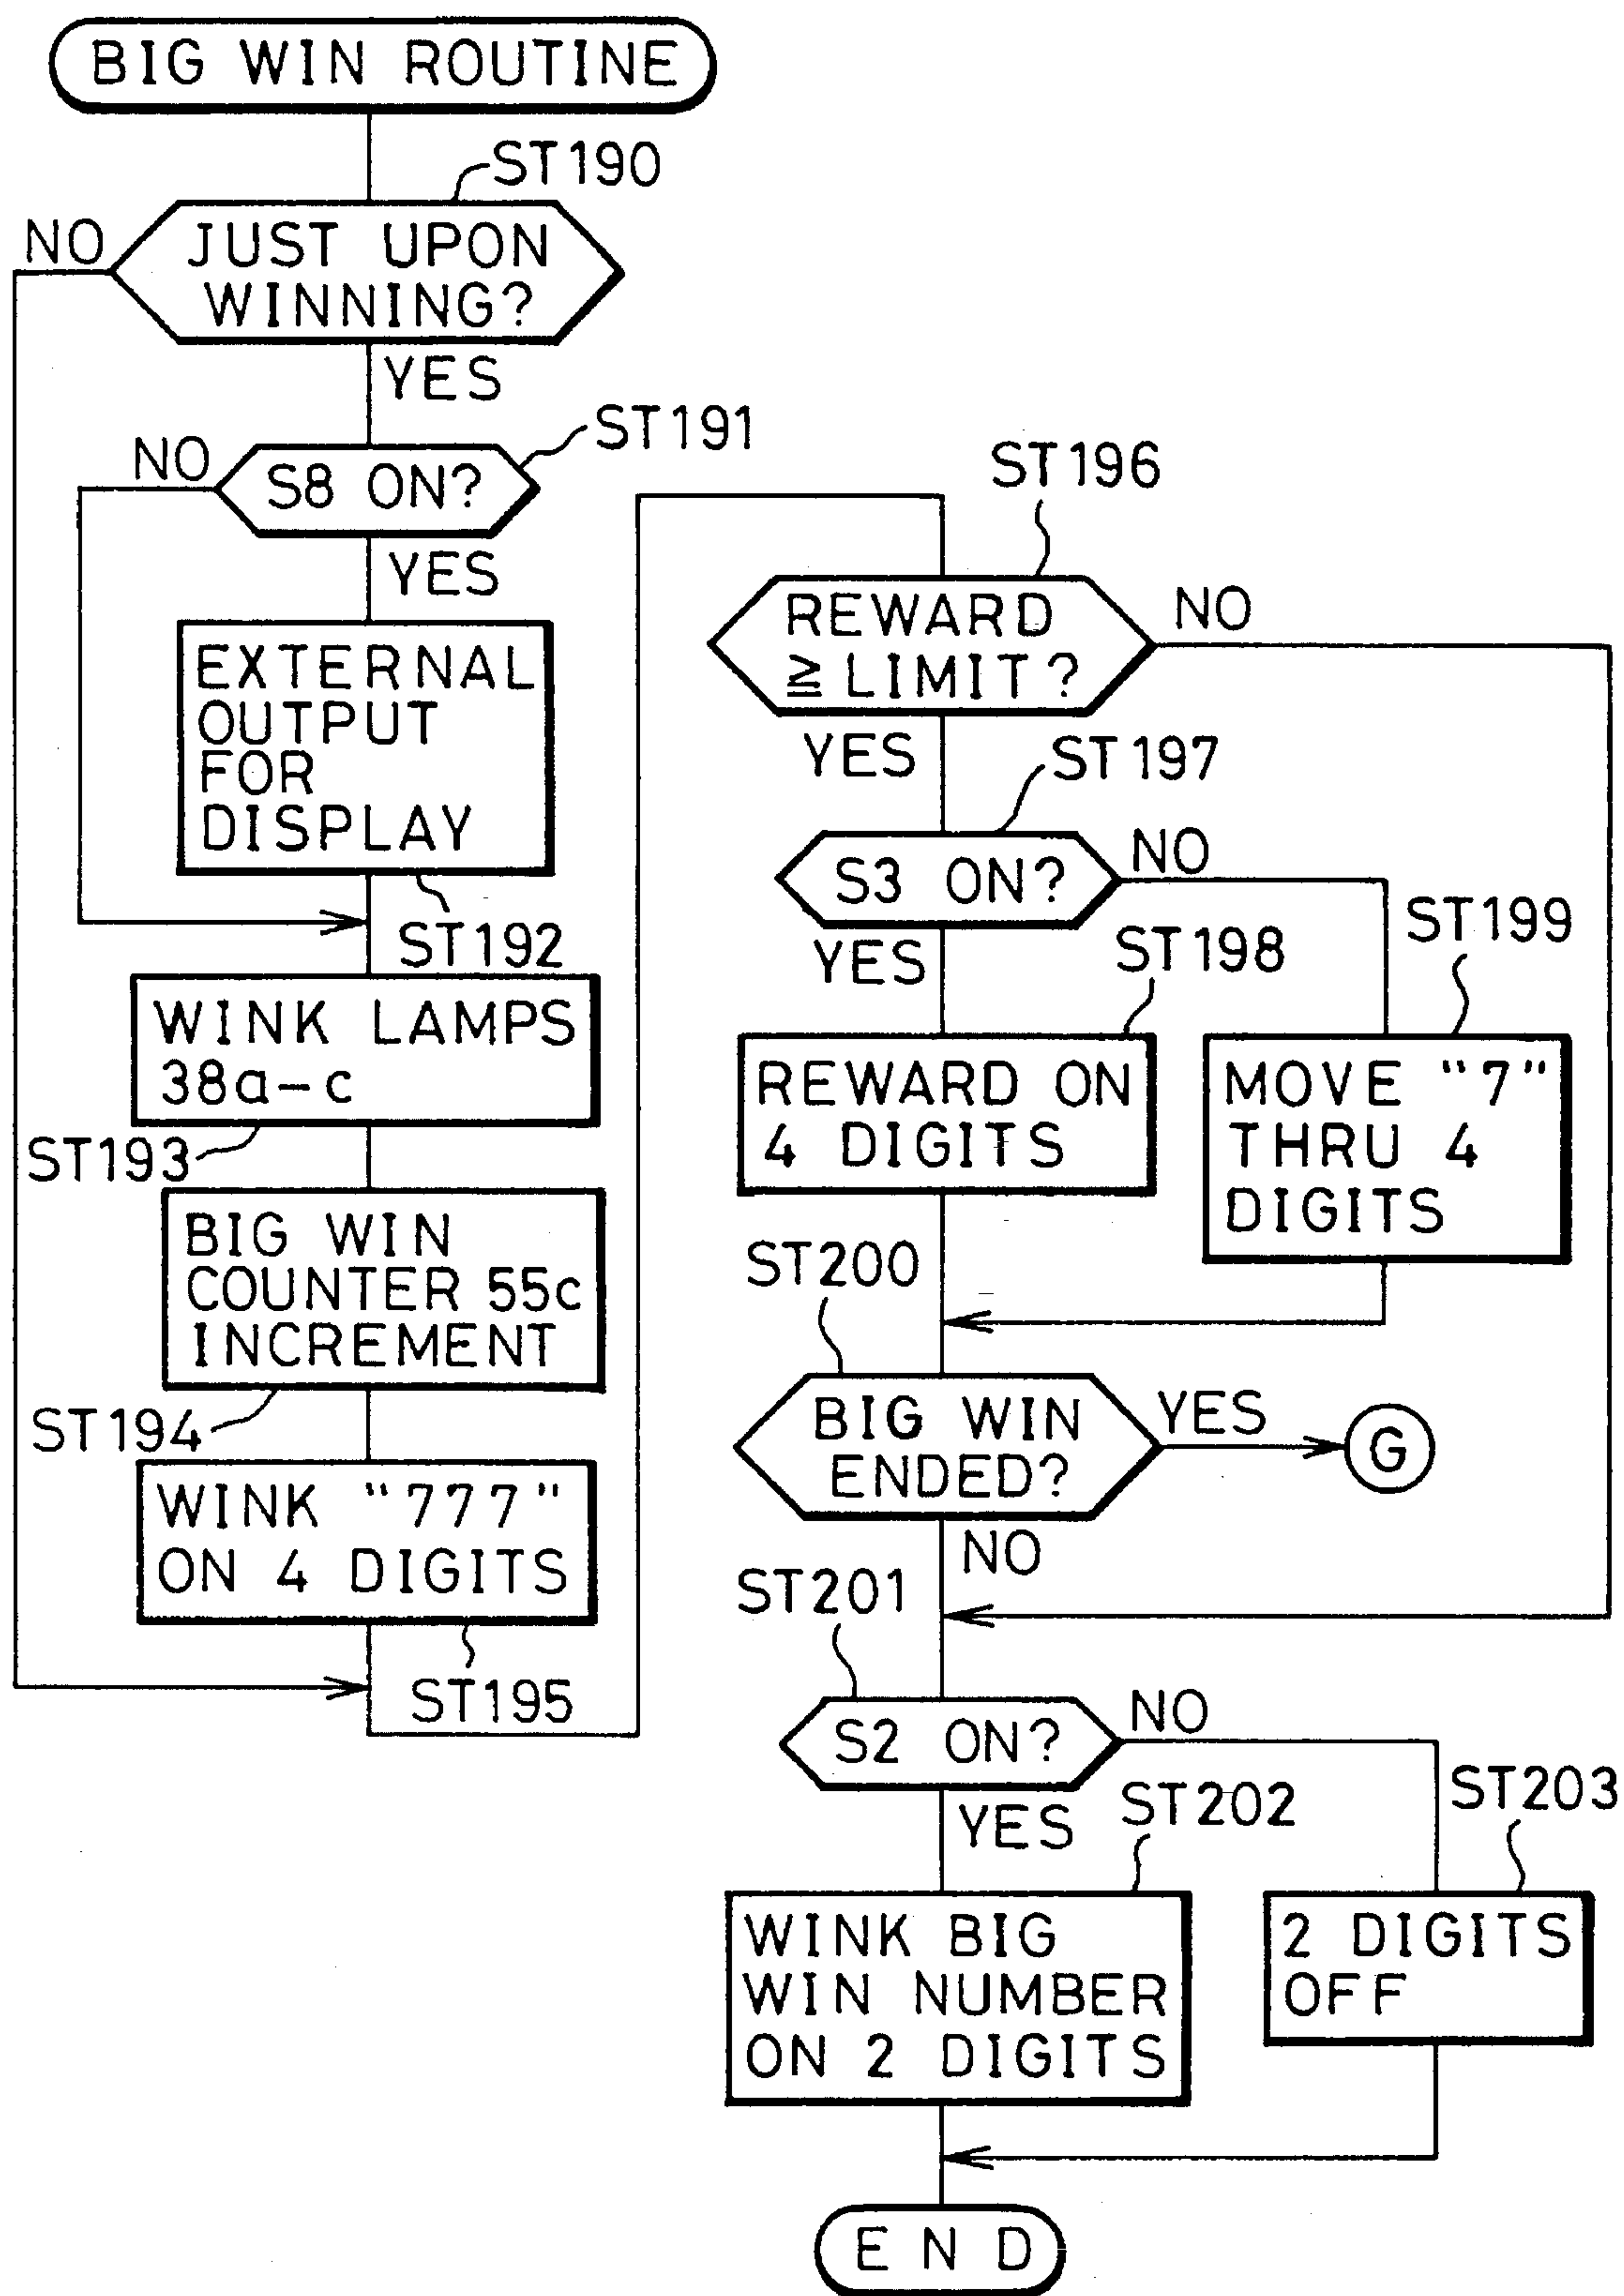 BIG WIN ROUTINE
ST190
NO
JUST UPON
WINNING?
YES
ST191
NO
S8 ON?
YES
EXTERNAL
OUTPUT
FOR
DISPLAY
ST192
WINK LAMPS
38a-c
ST193
BIG WIN
COUNTER 55c
INCREMENT
ST194
WINK "777"
ON 4 DIGITS
ST195
ST196
REWARD
≧ LIMIT?
NO
YES
ST197
S3 ON?
NO
YES
ST198
ST199
REWARD ON
4 DIGITS
MOVE "7"
THRU 4
DIGITS
ST200
BIG WIN
ENDED?
YES
G
NO
ST201
S2 ON?
NO
YES
ST202
ST203
WINK BIG
WIN NUMBER
ON 2 DIGITS
2 DIGITS
OFF
END